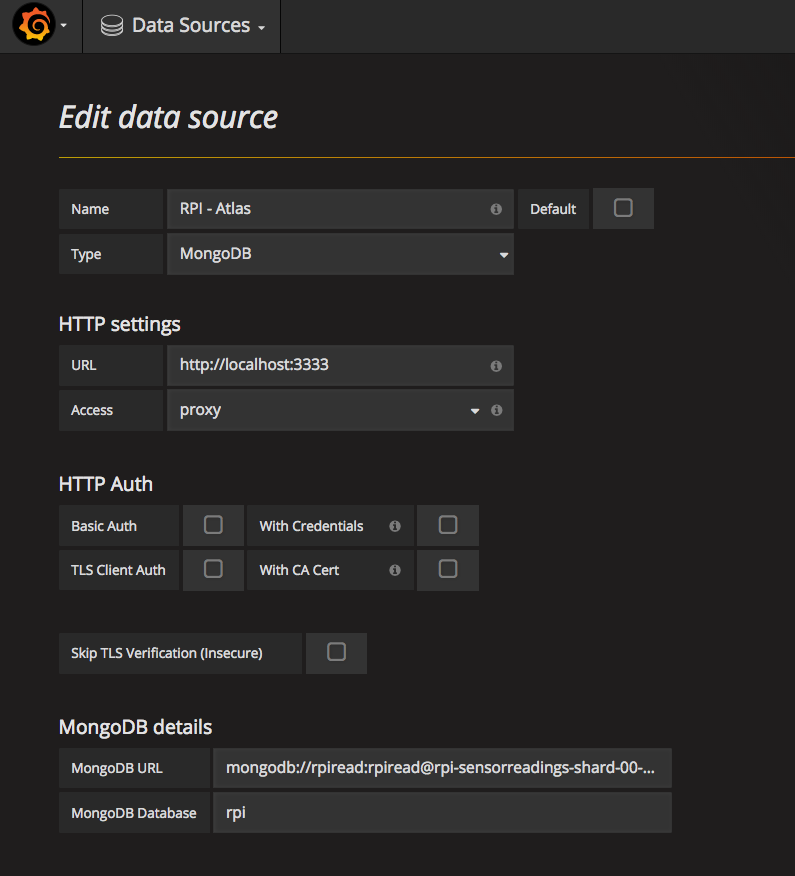 Data Sources
Edit data source
Name RPI - Atlas Default
Type MongoDB
HTTP settings
URL http://localhost:3333
Access proxy
HTTP Auth
Basic Auth With Credentials
TLS Client Auth With CA Cert
Skip TLS Verification (Insecure)
MongoDB details
MongoDB URL mongodb://rpiread:rpiread@rpi-sensorreadings-shard-00-...
MongoDB Database rpi